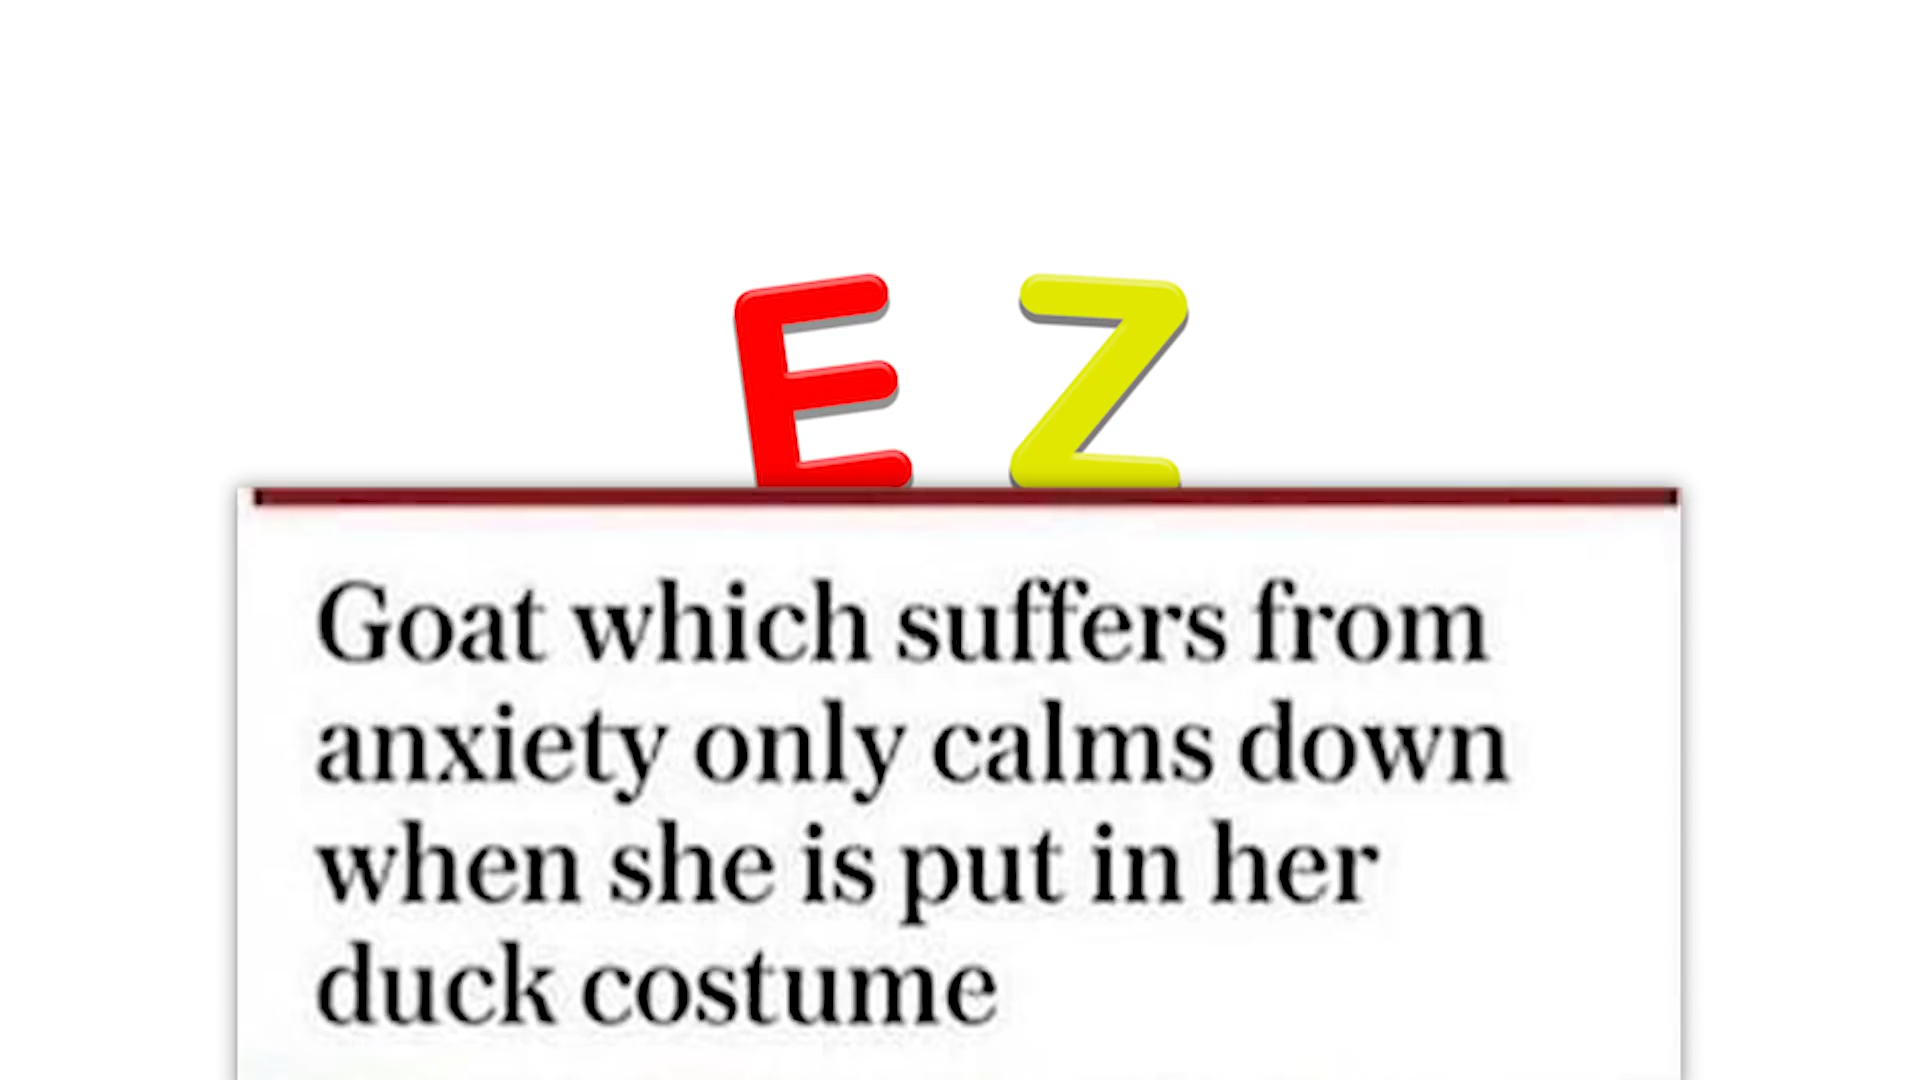 E Z
Goat which suffers from
anxiety only calms down
when she is put in her
duck costume